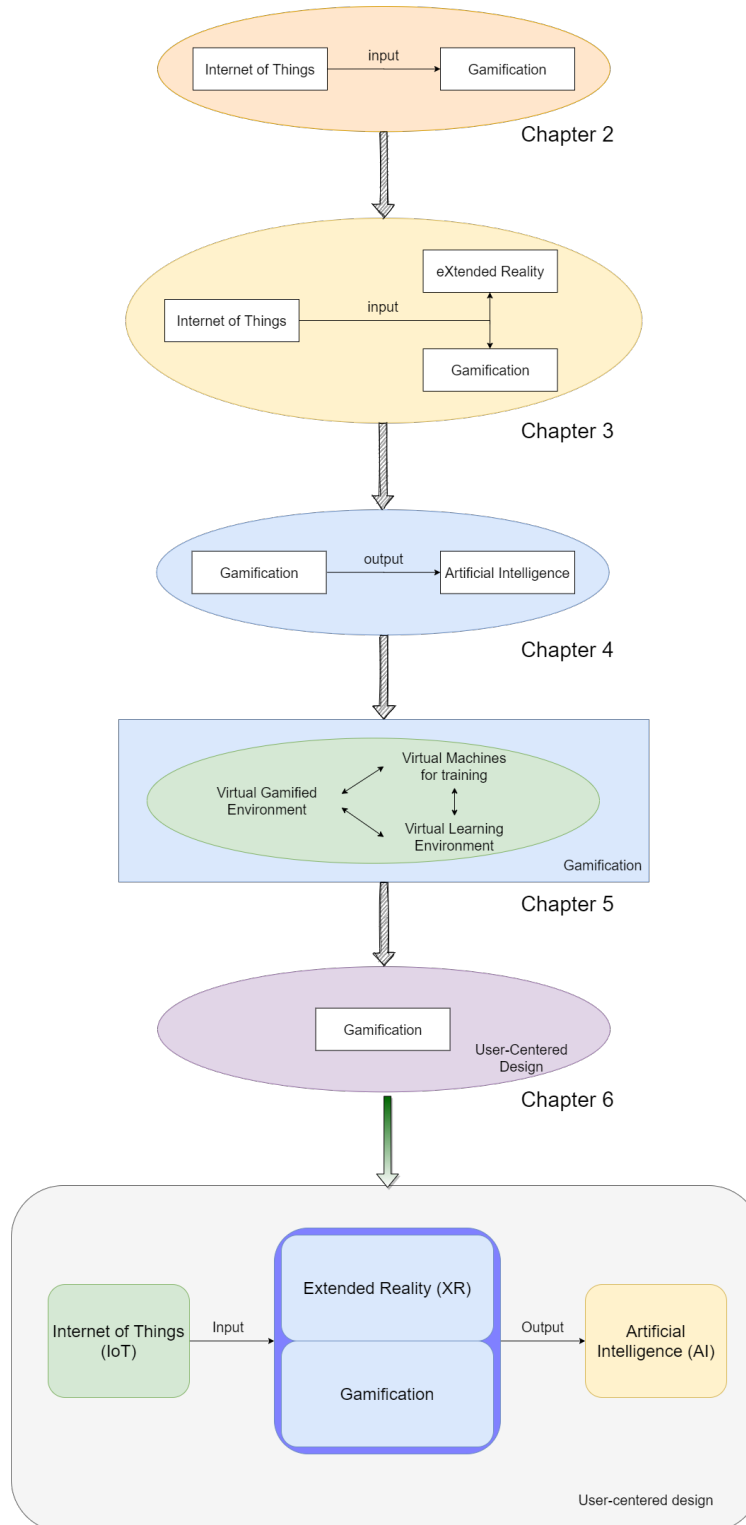 input
Internet of Things
Gamification
Chapter 2
eXtended Reality
input
Internet of Things
Gamification
Chapter 3
output
Gamification
Artificial Intelligence
Chapter 4
Virtual Machines
for training
Virtual Gamified
Environment
Virtual Learning
Environment
Gamification
Chapter 5
Gamification
User-Centered
Design
Chapter 6
Extended Reality (XR)
Internet of Things
(IoT)
Input
Output
Artificial
Intelligence (AI)
Gamification
User-centered design